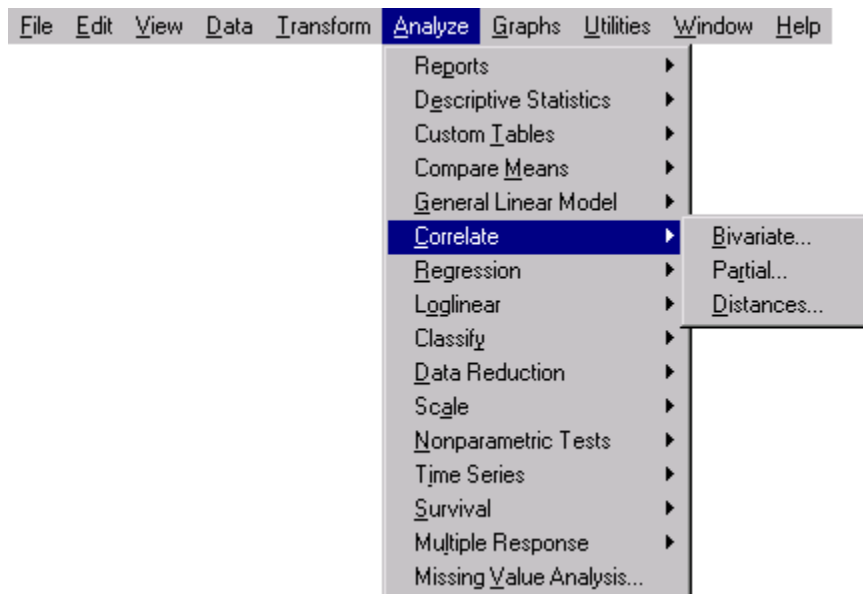 File Edit View Data Transform Analyze Graphs Utilities Window Help
Reports
Descriptive Statistics
Custom Tables
Compare Means
General Linear Model
Correlate
Bivariate...
Regression
Partial...
Loglinear
Distances...
Classify
Data Reduction
Scale
Nonparametric Tests
Time Series
Survival
Multiple Response
Missing Value Analysis...